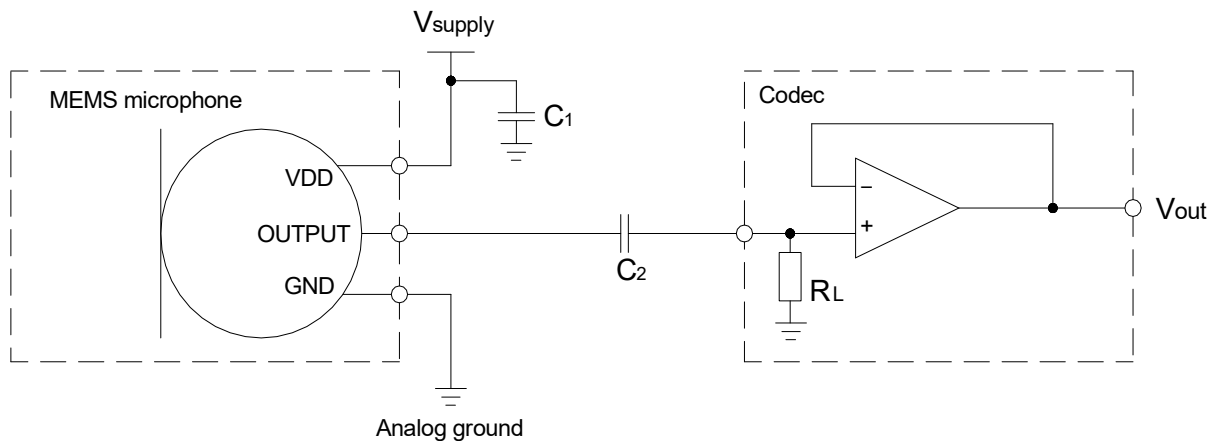 Vsupply
MEMS microphone
Codec
C1
VDD
OUTPUT
GND
C2
RL
−
+
Vout
Analog ground